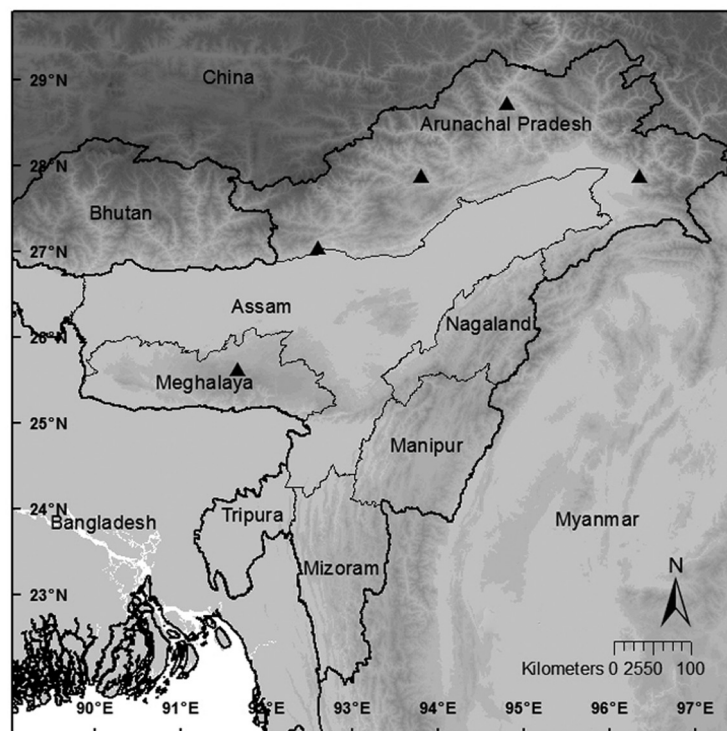 29°N
China
Arunachal Pradesh
28°N
Bhutan
27°N
Assam
Nagaland
26°N
Meghalaya
25°N
Manipur
24°N
Tripura
Bangladesh
Myanmar
Mizoram
23°N
N
Kilometers 0 2550 100
90°E 91°E 92°E 93°E 94°E 95°E 96°E 97°E